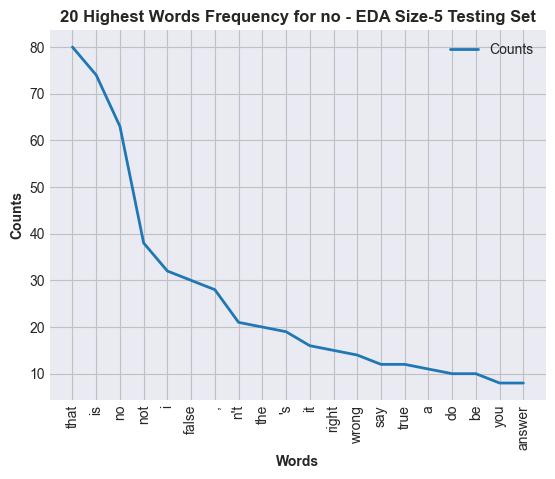 20 Highest Words Frequency for no - EDA Size-5 Testing Set
Counts
80
70
60
50
40
30
20
10
Counts
that
is
no
not
i
false
,
n't
the
's
it
right
wrong
say
true
a
do
be
you
answer
Words